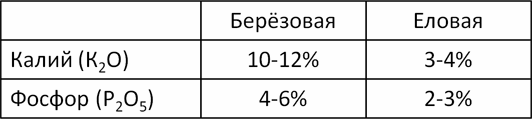 Берёзовая Еловая
Калий (K₂O) 10-12% 3-4%
Фосфор (P₂O₅) 4-6% 2-3%